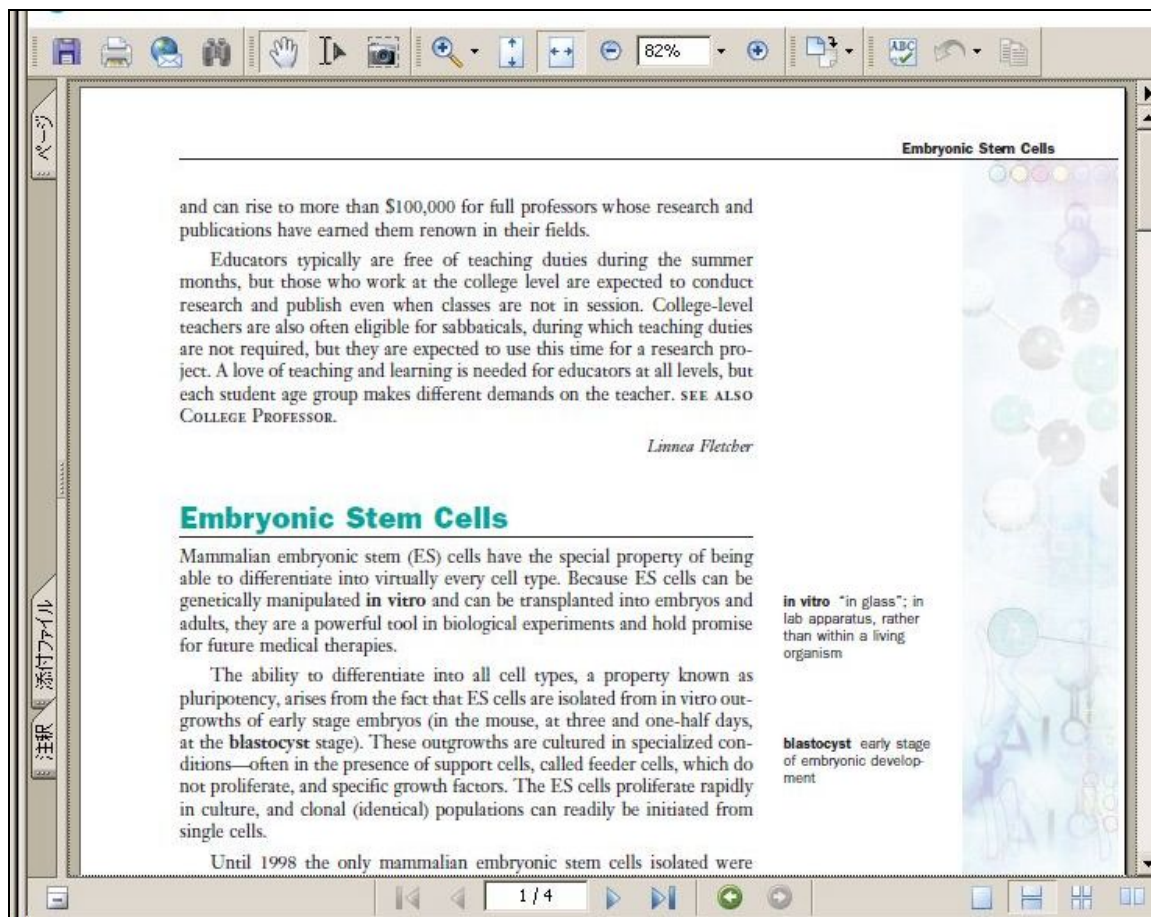 82%
ABC
ページ
添付ファイル
注釈
Embryonic Stem Cells
and can rise to more than $100,000 for full professors whose research and
publications have earned them renown in their fields.
Educators typically are free of teaching duties during the summer
months, but those who work at the college level are expected to conduct
research and publish even when classes are not in session. College-level
teachers are also often eligible for sabbaticals, during which teaching duties
are not required, but they are expected to use this time for a research pro-
ject. A love of teaching and learning is needed for educators at all levels, but
each student age group makes different demands on the teacher. SEE ALSO
COLLEGE PROFESSOR.
Linnea Fletcher
Embryonic Stem Cells
Mammalian embryonic stem (ES) cells have the special property of being
able to differentiate into virtually every cell type. Because ES cells can be
genetically manipulated in vitro and can be transplanted into embryos and
adults, they are a powerful tool in biological experiments and hold promise
for future medical therapies.
The ability to differentiate into all cell types, a property known as
pluripotency, arises from the fact that ES cells are isolated from in vitro out-
growths of early stage embryos (in the mouse, at three and one-half days,
at the blastocyst stage). These outgrowths are cultured in specialized con-
ditions—often in the presence of support cells, called feeder cells, which do
not proliferate, and specific growth factors. The ES cells proliferate rapidly
in culture, and clonal (identical) populations can readily be initiated from
single cells.
Until 1998 the only mammalian embryonic stem cells isolated were
in vitro "in glass"; in
lab apparatus, rather
than within a living
organism
blastocyst early stage
of embryonic develop-
ment
1 / 4